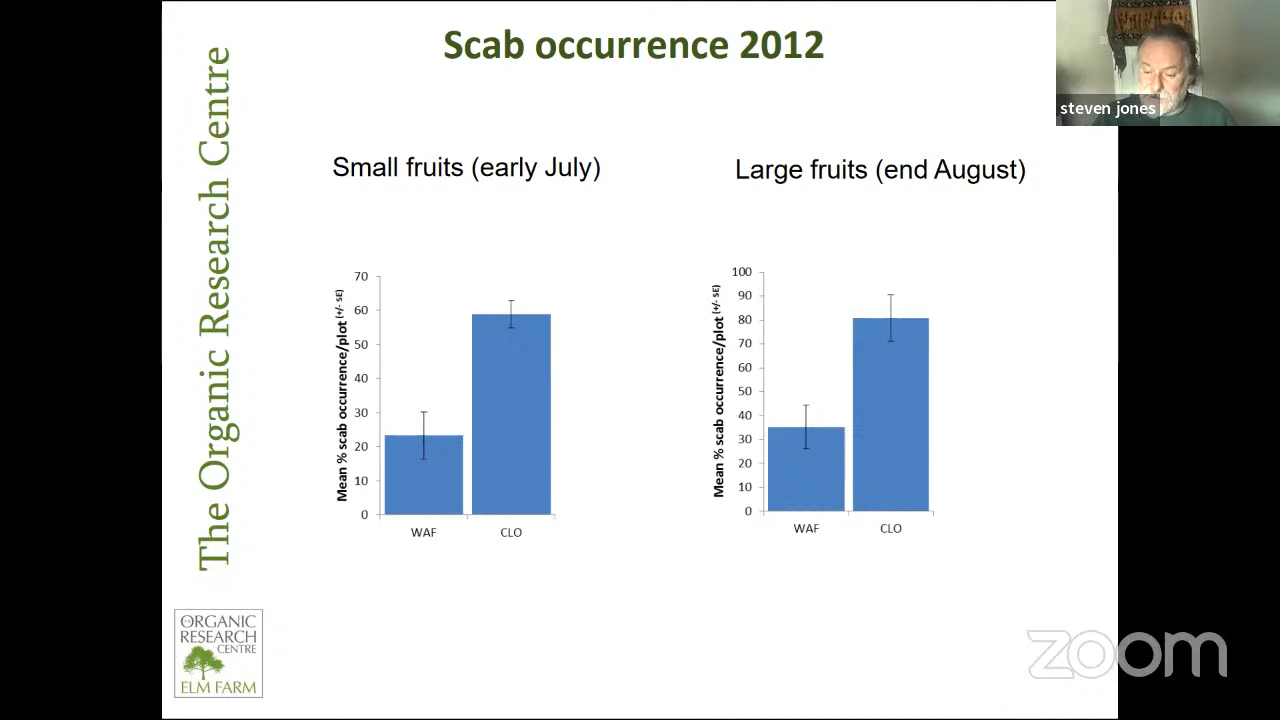 Scab occurrence 2012
steven jones
The Organic Research Centre
Small fruits (early July)
Large fruits (end August)
Mean % scab occurrence/plot (+/- SE)
70
60
50
40
30
20
10
0
WAF
CLO
Mean % scab occurrence/plot (+/- SE)
100
90
80
70
60
50
40
30
20
10
0
WAF
CLO
THE
ORGANIC
RESEARCH
CENTRE
ELM FARM
zoom